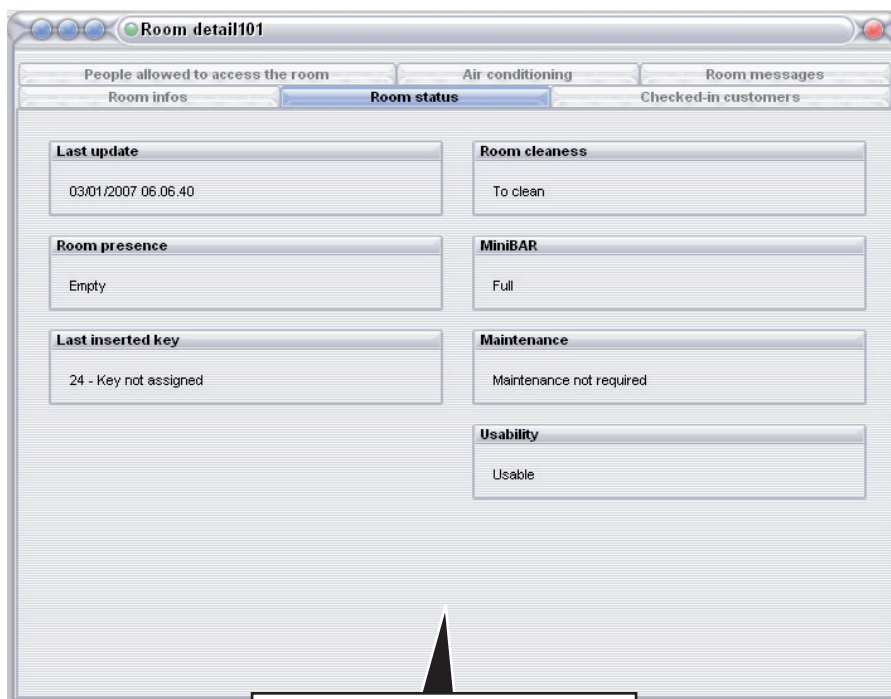 Room detail101
People allowed to access the room
Air conditioning
Room messages
Room infos
Room status
Checked-in customers
Last update
03/01/2007 06.06.40
Room cleaness
To clean
Room presence
Empty
MiniBAR
Full
Last inserted key
24 - Key not assigned
Maintenance
Maintenance not required
Usability
Usable